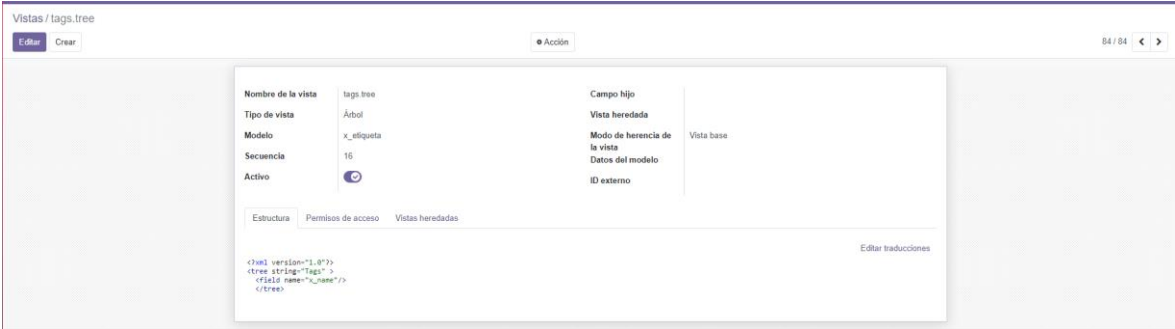 Vistas / tags.tree
Editar Crear Acción 84 / 84
Nombre de la vista tags.tree Campo hijo
Tipo de vista Árbol Vista heredada
Modelo x_etiqueta Modo de herencia de la vista Vista base
Secuencia 16 Datos del modelo
Activo ID externo
Estructura Permisos de acceso Vistas heredadas
Editar traducciones
<?xml version="1.0"?>
<tree string="Tags" >
<field name="x_name"/>
</tree>